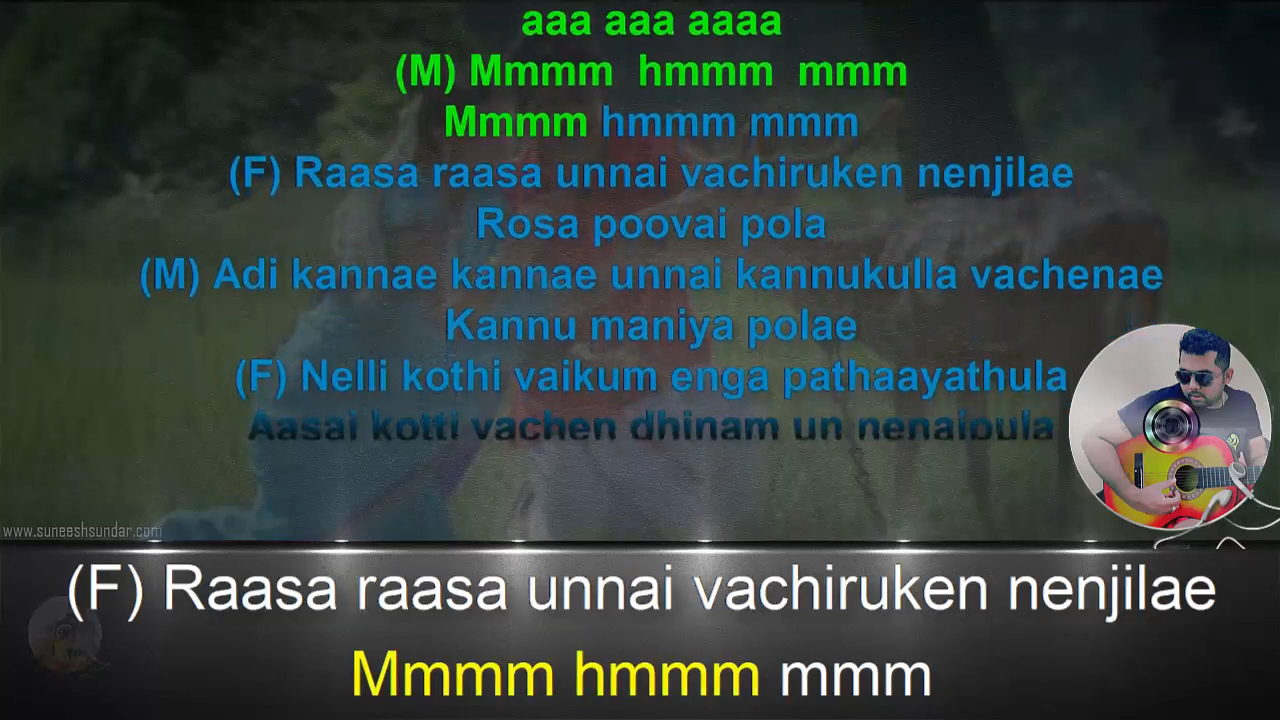 aaa aaa aaaa
(M) Mmmm hmmm mmm
Mmmm hmmm mmm
(F) Raasa raasa unnai vachiruken nenjilae
Rosa poovai pola
(M) Adi kannae kannae unnai kannukulla vachenae
Kannu maniya polae
(F) Nelli kothi vaikum enga pathaayathula
Aasai kotti vachen dhinam un nenaipula
www.suneeshsundar.com
(F) Raasa raasa unnai vachiruken nenjilae
Mmmm hmmm mmm